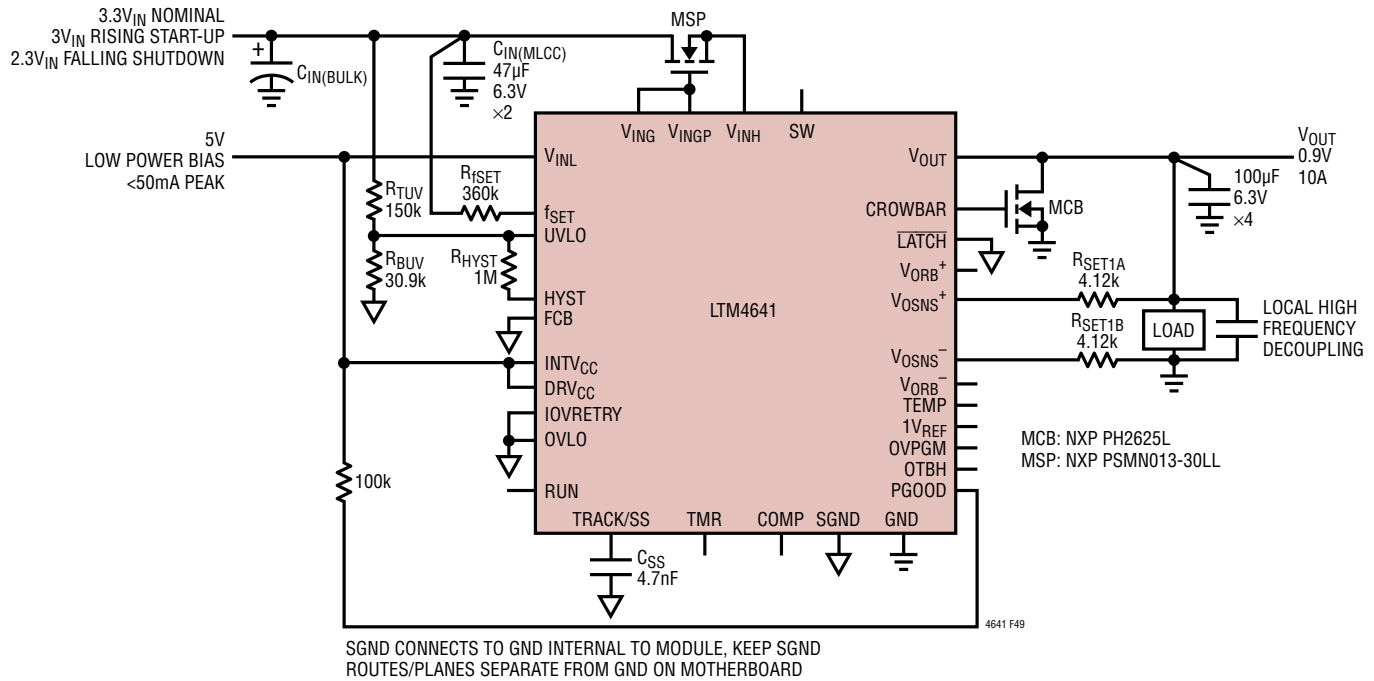 3.3VIN NOMINAL
3VIN RISING START-UP
2.3VIN FALLING SHUTDOWN
+
CIN(BULK)
CIN(MLCC)
47µF
6.3V
×2
MSP
5V
LOW POWER BIAS
<50mA PEAK
RTUV
150k
RfSET
360k
RBUV
30.9k
RHYST
1M
100k
VING
VINGP
VINH
SW
VINL
fSET
UVLO
HYST
FCB
INTVCC
DRVCC
IOVRETRY
OVLO
RUN
LTM4641
TRACK/SS
TMR
COMP
SGND
GND
CSS
4.7nF
VOUT
CROWBAR
LATCH
VORB+
VOSNS+
VOSNS−
VORB−
TEMP
1VREF
OVPGM
OTBH
PGOOD
MCB
VOUT
0.9V
10A
100µF
6.3V
×4
RSET1A
4.12k
RSET1B
4.12k
LOAD
LOCAL HIGH
FREQUENCY
DECOUPLING
MCB: NXP PH2625L
MSP: NXP PSMN013-30LL
4641 F49
SGND CONNECTS TO GND INTERNAL TO MODULE, KEEP SGND
ROUTES/PLANES SEPARATE FROM GND ON MOTHERBOARD